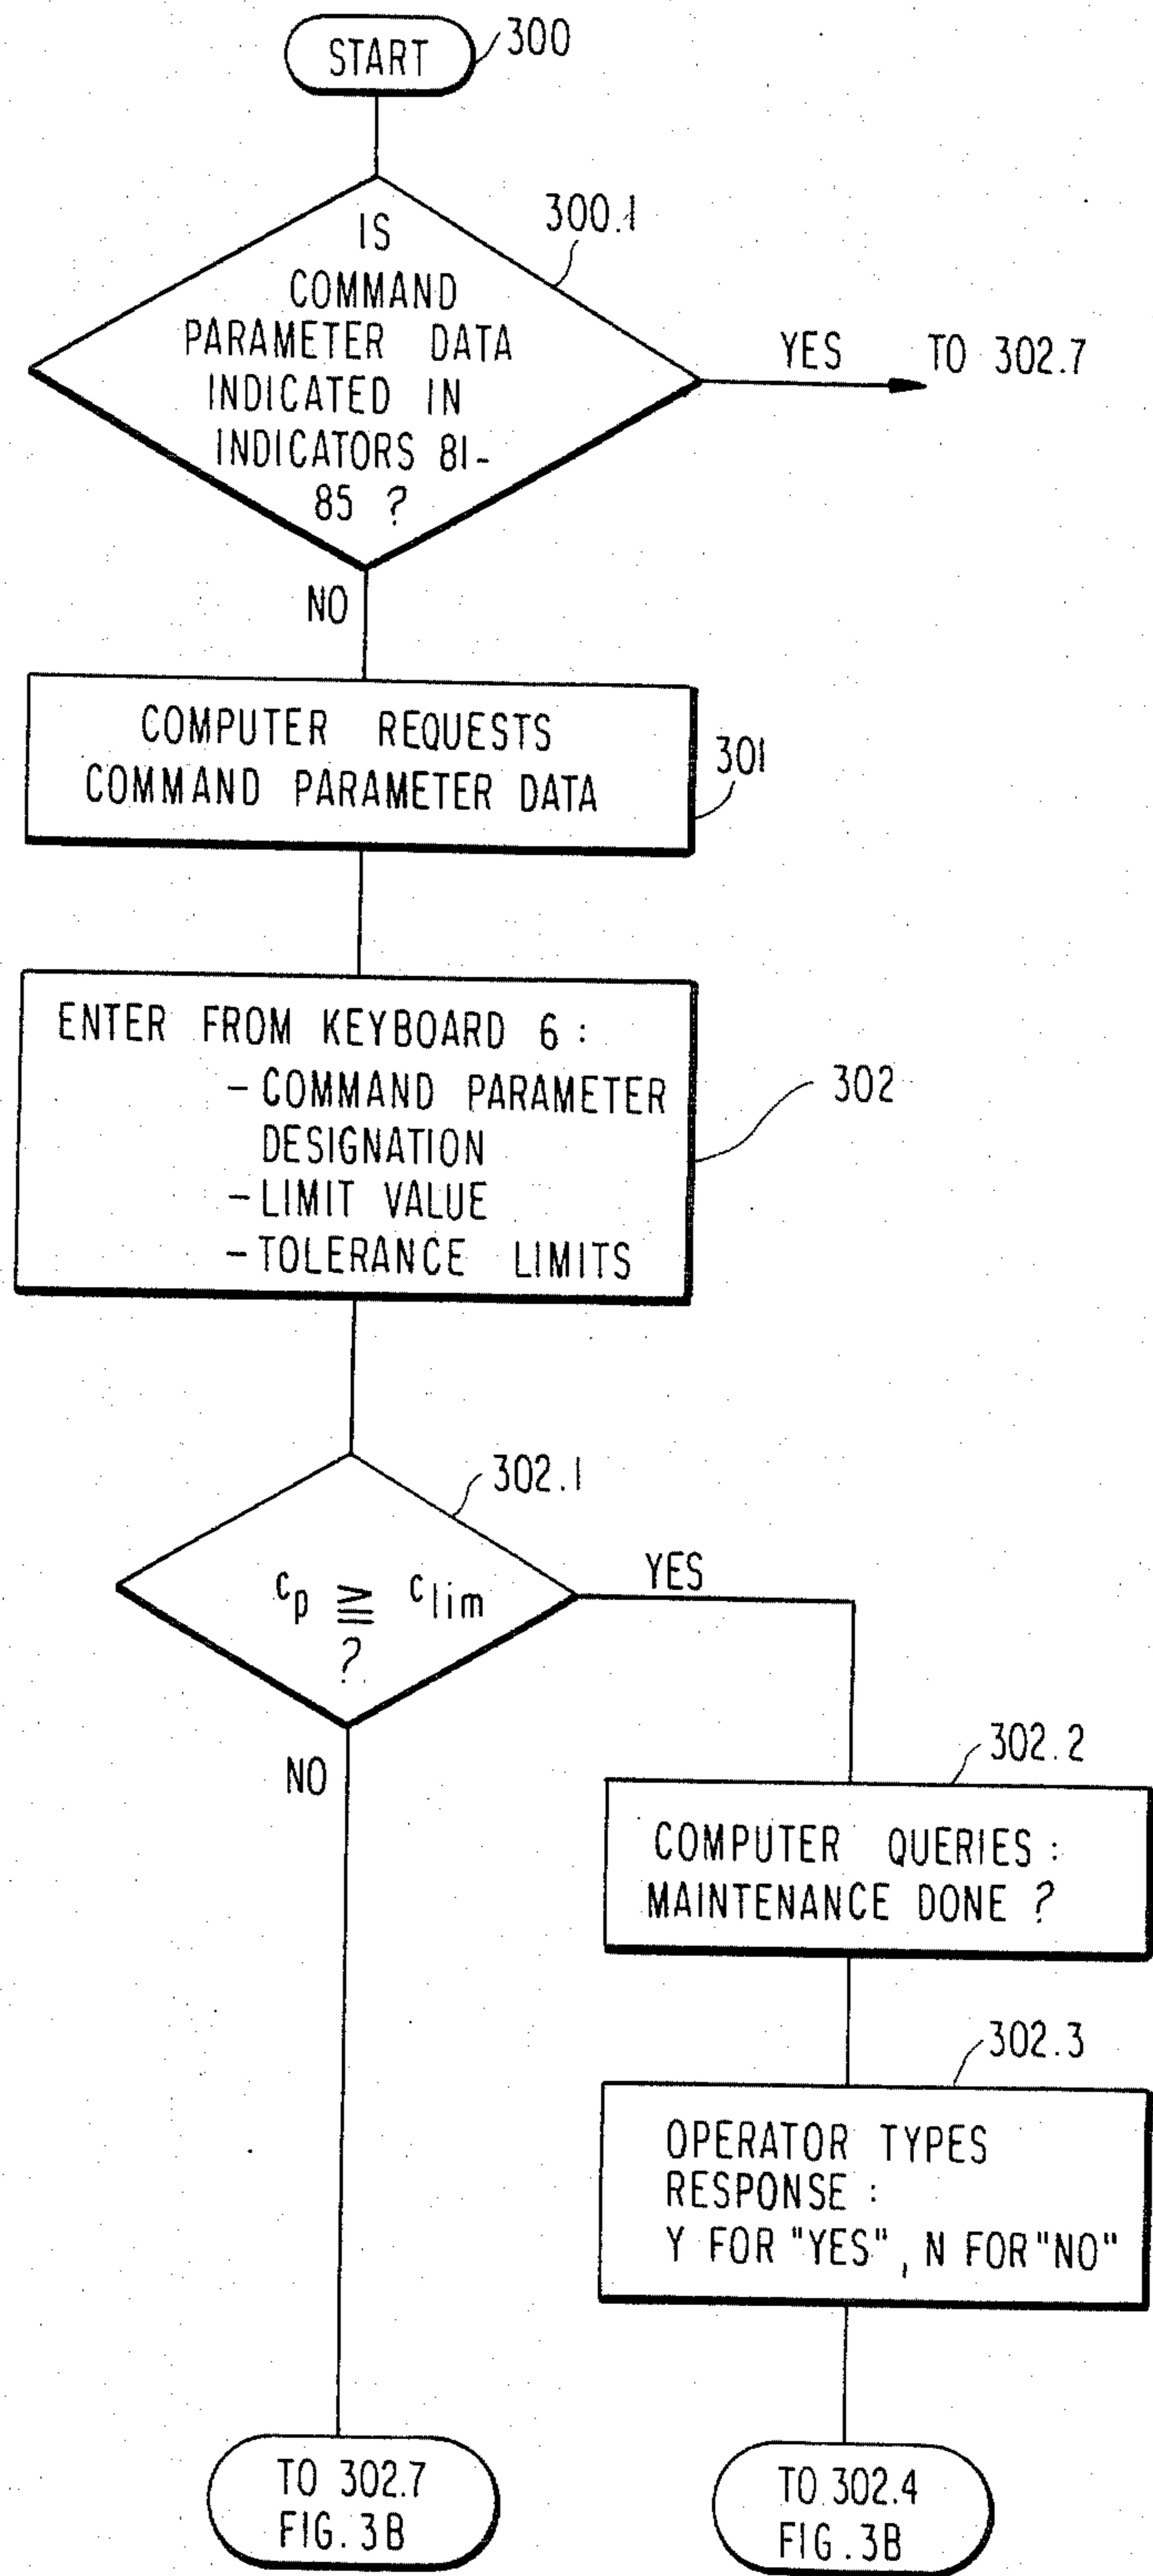 START
300
IS
COMMAND
PARAMETER DATA
INDICATED IN
INDICATORS 81-
85 ?
300.1
YES
TO 302.7
NO
COMPUTER REQUESTS
COMMAND PARAMETER DATA
301
ENTER FROM KEYBOARD 6 :
- COMMAND PARAMETER
DESIGNATION
- LIMIT VALUE
- TOLERANCE LIMITS
302
302.1
cp ≧ clim
?
YES
NO
302.2
COMPUTER QUERIES :
MAINTENANCE DONE ?
302.3
OPERATOR TYPES
RESPONSE :
Y FOR "YES", N FOR "NO"
TO 302.7
FIG. 3B
TO 302.4
FIG. 3B